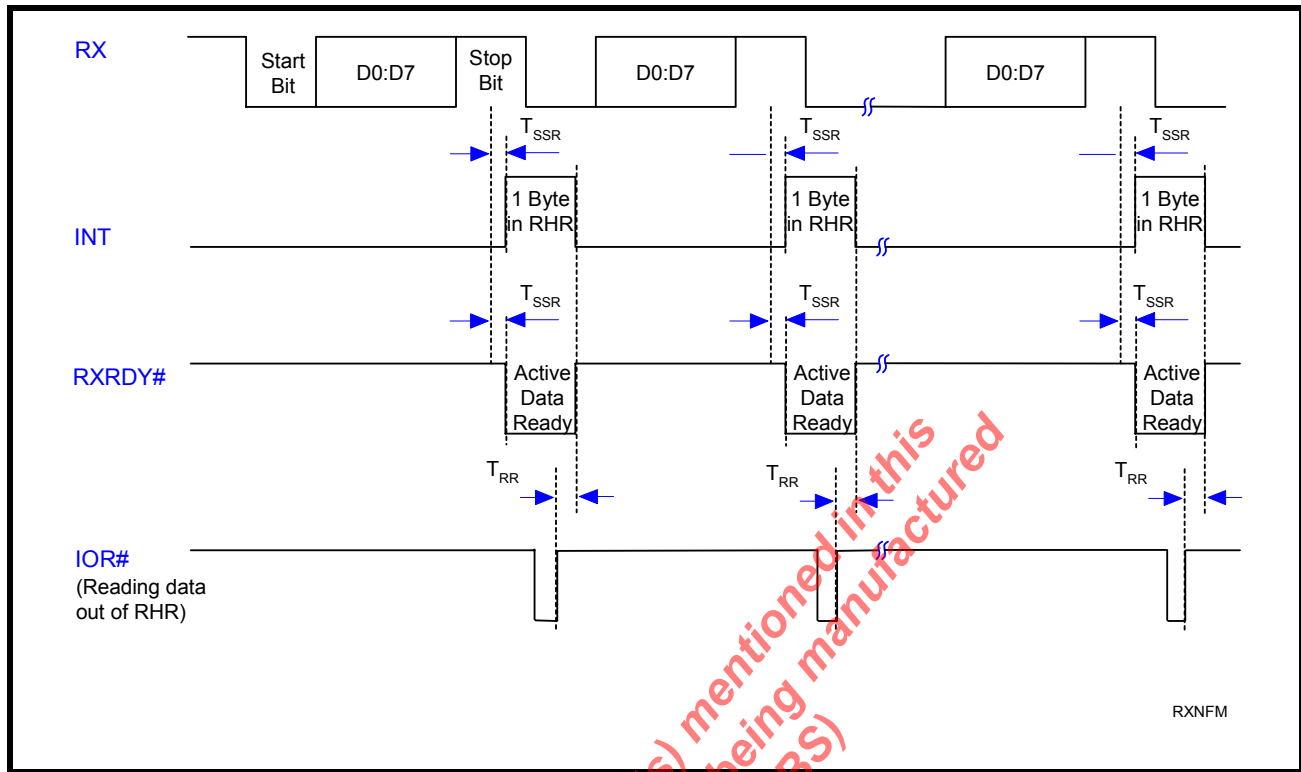 RX
Start
Bit
D0:D7
Stop
Bit
D0:D7
D0:D7
TSSR
TSSR
TSSR
INT
1 Byte
in RHR
1 Byte
in RHR
1 Byte
in RHR
TSSR
TSSR
TSSR
RXRDY#
Active
Data
Ready
Active
Data
Ready
Active
Data
Ready
TRR
TRR
TRR
IOR#
(Reading data
out of RHR)
mentioned in this
being manufactured
RXNFM